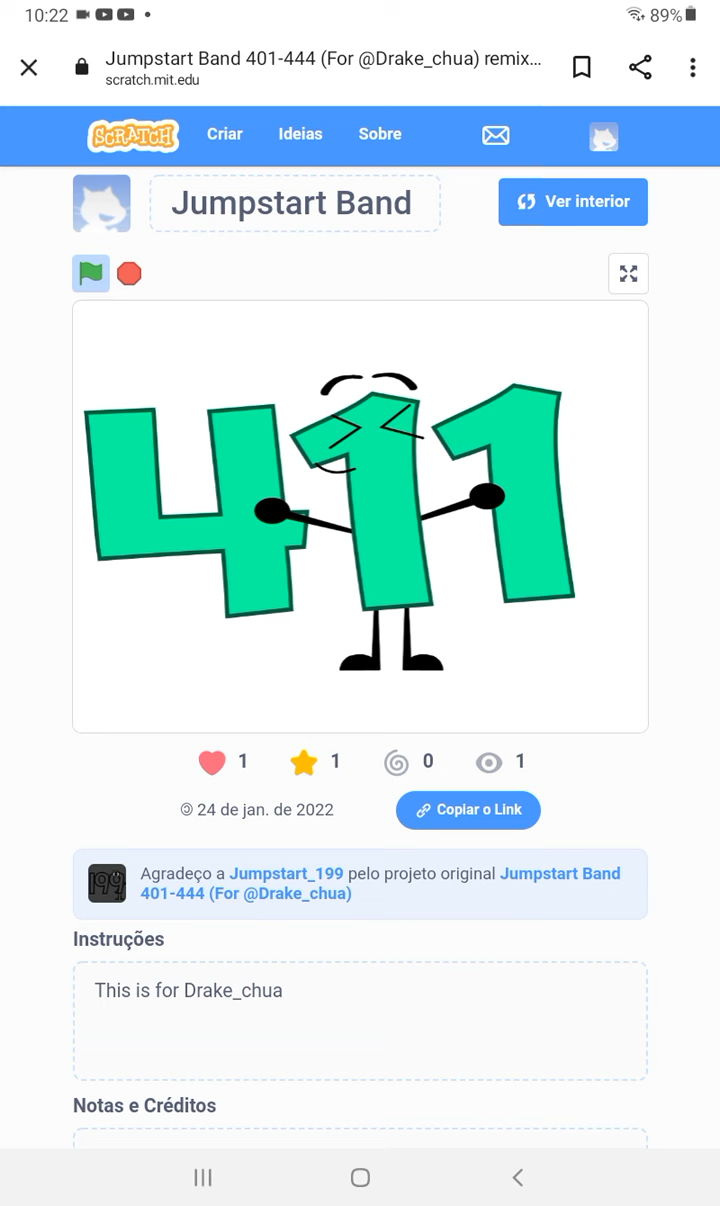 10:22
89%
Jumpstart Band 401-444 (For @Drake_chua) remix...
scratch.mit.edu
SCRATCH
Criar
Ideias
Sobre
Jumpstart Band
Ver interior
411
1
1
0
1
24 de jan. de 2022
Copiar o Link
199
Agradeço a Jumpstart_199 pelo projeto original Jumpstart Band
401-444 (For @Drake_chua)
Instruções
This is for Drake_chua
Notas e Créditos